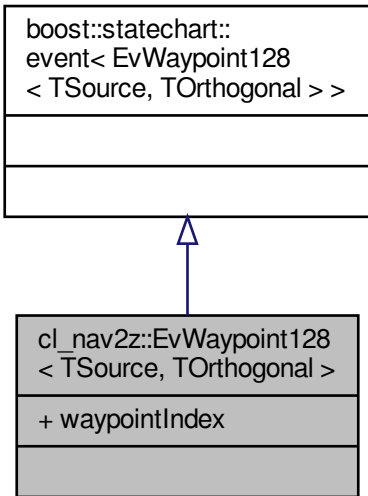 boost::statechart::
event< EvWaypoint128
< TSource, TOrthogonal > >
cl_nav2z::EvWaypoint128
< TSource, TOrthogonal >
+ waypointIndex